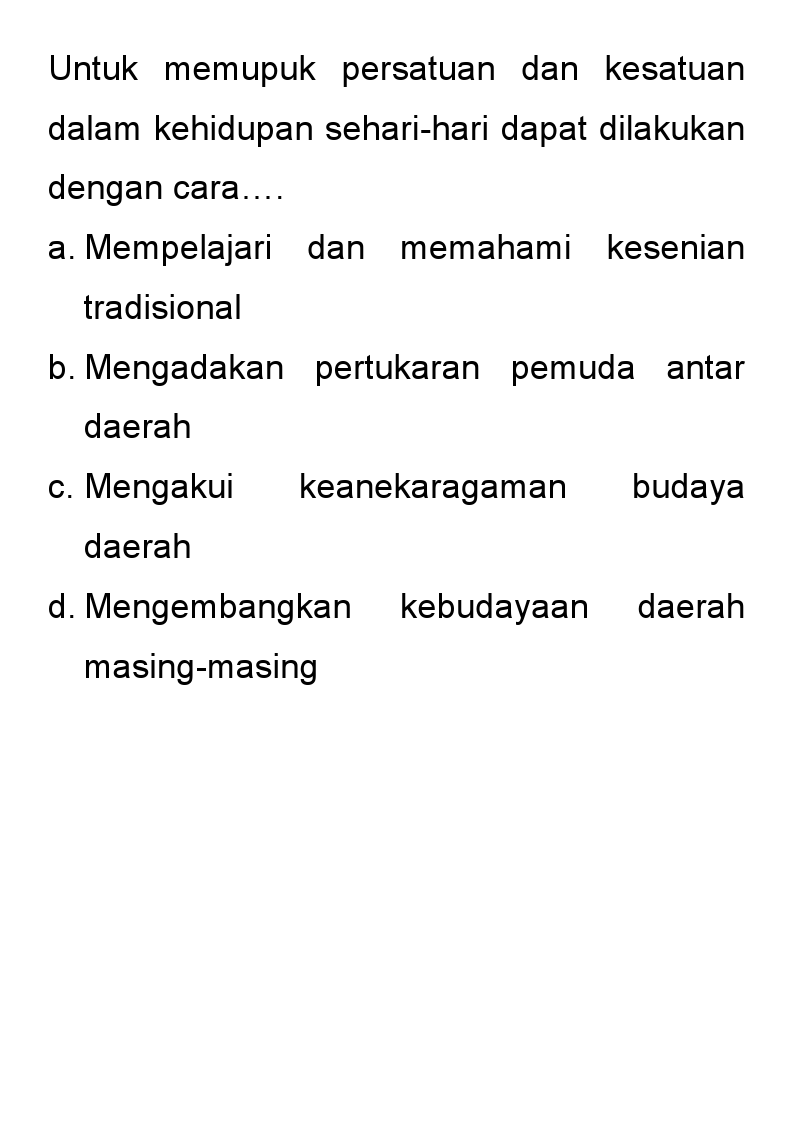 Untuk memupuk persatuan dan kesatuan
dalam kehidupan sehari-hari dapat dilakukan
dengan cara….
a. Mempelajari dan memahami kesenian
tradisional
b. Mengadakan pertukaran pemuda antar
daerah
c. Mengakui keanekaragaman budaya
daerah
d. Mengembangkan kebudayaan daerah
masing-masing